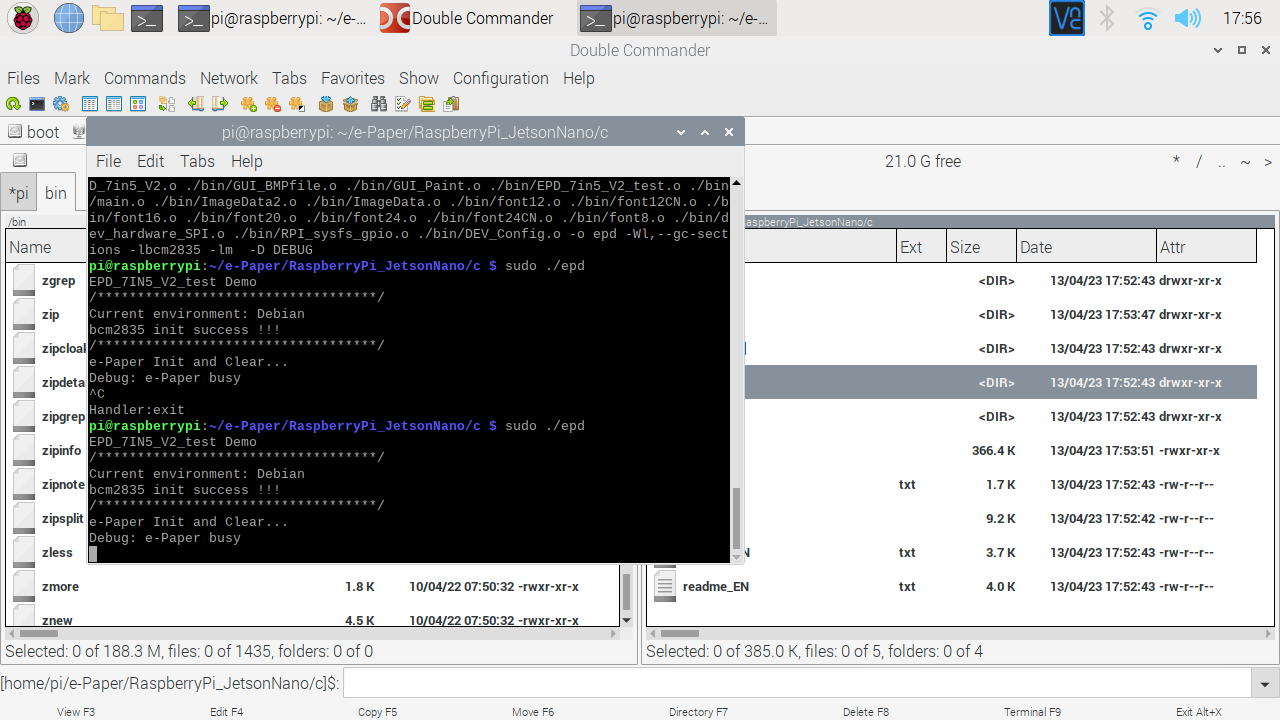 pi@raspberrypi: ~/e-...
Double Commander
pi@raspberrypi: ~/e-...
17:56
Double Commander
Files Mark Commands Network Tabs Favorites Show Configuration Help
boot
pi@raspberrypi: ~/e-Paper/RaspberryPi_JetsonNano/c
File Edit Tabs Help
21.0 G free
* / .. ~ >
*pi bin
/bin
aspberryPi_JetsonNano/c
Name
Ext Size Date Attr
D_7in5_V2.o ./bin/GUI_BMPfile.o ./bin/GUI_Paint.o ./bin/EPD_7in5_V2_test.o ./bin
/main.o ./bin/ImageData2.o ./bin/ImageData.o ./bin/font12.o ./bin/font12CN.o ./b
in/font16.o ./bin/font20.o ./bin/font24.o ./bin/font24CN.o ./bin/font8.o ./bin/d
ev_hardware_SPI.o ./bin/RPI_sysfs_gpio.o ./bin/DEV_Config.o -o epd -Wl,--gc-sect
ions -lbcm2835 -lm  -D DEBUG
pi@raspberrypi:~/e-Paper/RaspberryPi_JetsonNano/c $ sudo ./epd
EPD_7IN5_V2_test Demo
/***********************************/
Current environment: Debian
bcm2835 init success !!!
/***********************************/
e-Paper Init and Clear...
Debug: e-Paper busy
^C
Handler:exit
pi@raspberrypi:~/e-Paper/RaspberryPi_JetsonNano/c $ sudo ./epd
EPD_7IN5_V2_test Demo
/***********************************/
Current environment: Debian
bcm2835 init success !!!
/***********************************/
e-Paper Init and Clear...
Debug: e-Paper busy
zgrep
zip
zipcloa
zipdeta
zipgrep
zipinfo
zipnote
zipsplit
zless
zmore 1.8 K 10/04/22 07:50:32 -rwxr-xr-x
znew 4.5 K 10/04/22 07:50:32 -rwxr-xr-x
<DIR> 13/04/23 17:52:43 drwxr-xr-x
<DIR> 13/04/23 17:53:47 drwxr-xr-x
<DIR> 13/04/23 17:52:43 drwxr-xr-x
<DIR> 13/04/23 17:52:43 drwxr-xr-x
<DIR> 13/04/23 17:52:43 drwxr-xr-x
366.4 K 13/04/23 17:53:51 -rwxr-xr-x
txt 1.7 K 13/04/23 17:52:43 -rw-r--r--
9.2 K 13/04/23 17:52:42 -rw-r--r--
N txt 3.7 K 13/04/23 17:52:43 -rw-r--r--
readme_EN txt 4.0 K 13/04/23 17:52:43 -rw-r--r--
Selected: 0 of 188.3 M, files: 0 of 1435, folders: 0 of 0
Selected: 0 of 385.0 K, files: 0 of 5, folders: 0 of 4
[home/pi/e-Paper/RaspberryPi_JetsonNano/c]$:
View F3 Edit F4 Copy F5 Move F6 Directory F7 Delete F8 Terminal F9 Exit Alt+X